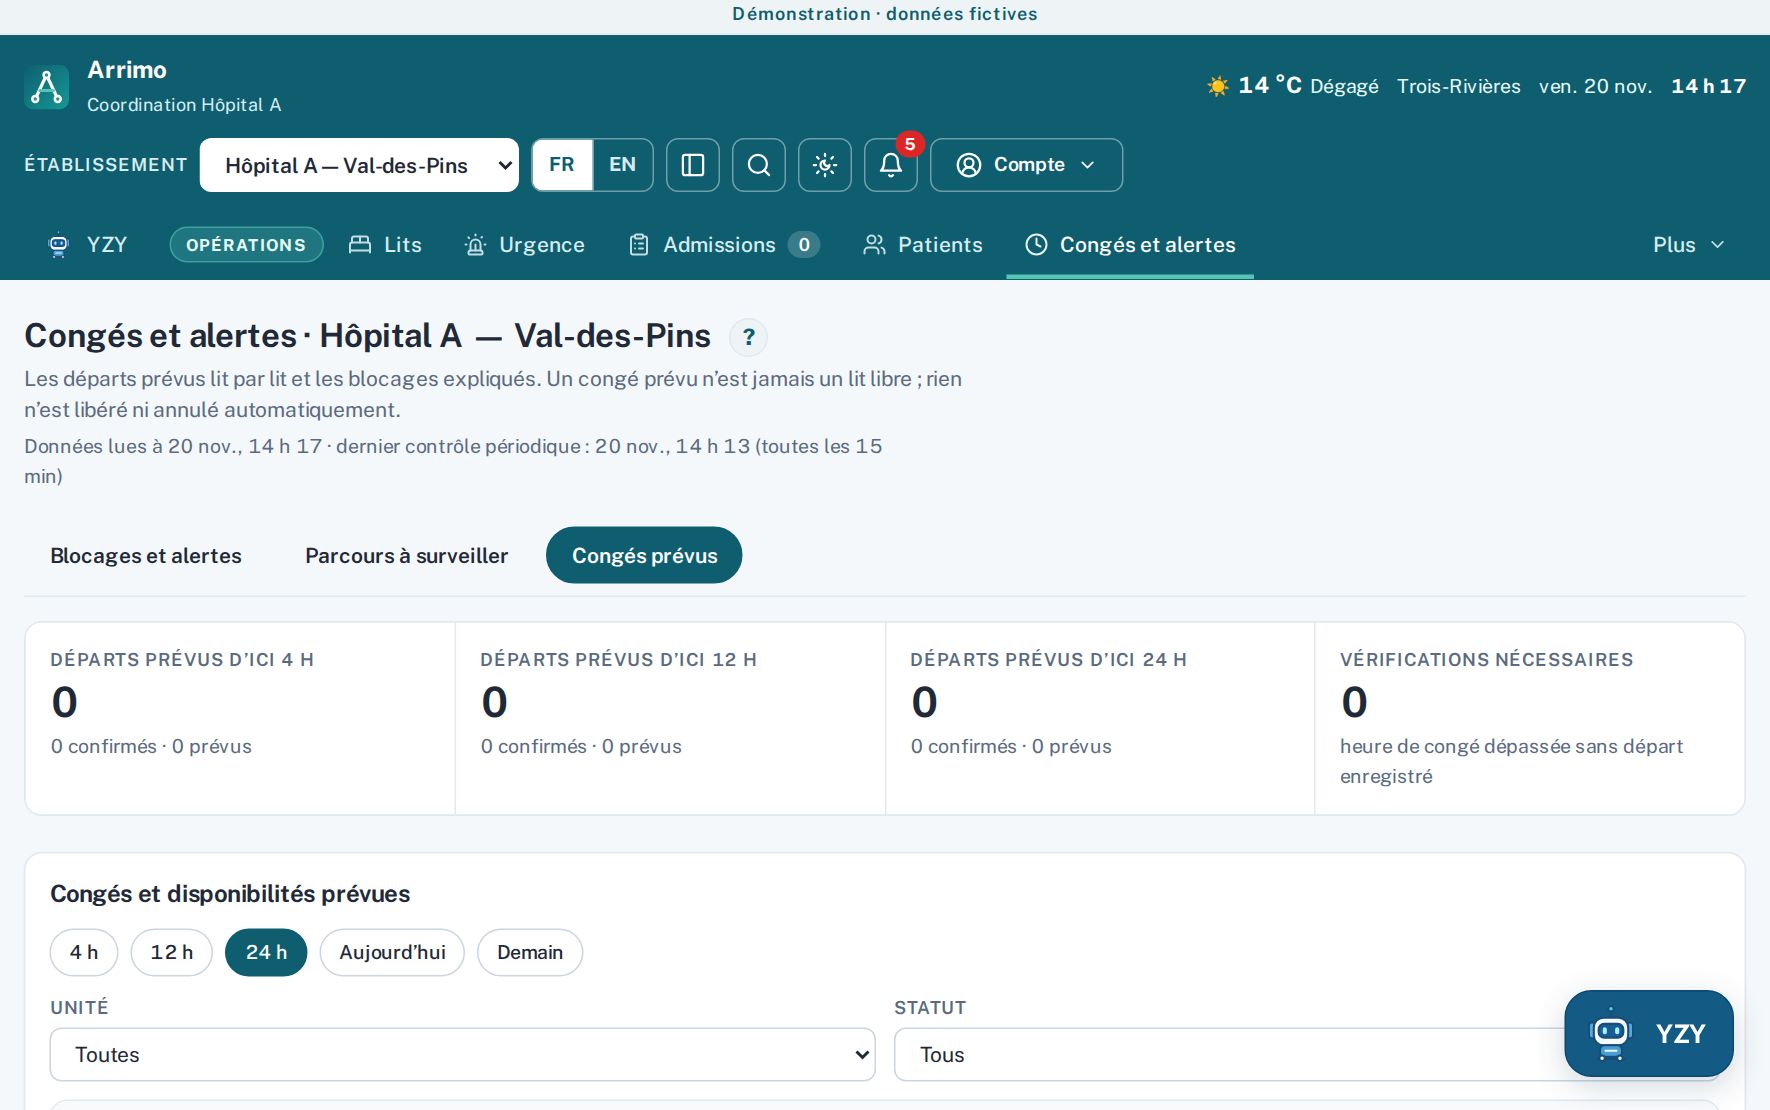 Démonstration · données fictives
Arrimo
Coordination Hôpital A
14 °C Dégagé Trois-Rivières ven. 20 nov. 14 h 17
ÉTABLISSEMENT Hôpital A — Val-des-Pins FR EN 5 Compte
YZY OPÉRATIONS Lits Urgence Admissions 0 Patients Congés et alertes Plus
Congés et alertes · Hôpital A — Val-des-Pins ?
Les départs prévus lit par lit et les blocages expliqués. Un congé prévu n’est jamais un lit libre ; rien
n’est libéré ni annulé automatiquement.
Données lues à 20 nov., 14 h 17 · dernier contrôle périodique : 20 nov., 14 h 13 (toutes les 15
min)
Blocages et alertes Parcours à surveiller Congés prévus
DÉPARTS PRÉVUS D’ICI 4 H DÉPARTS PRÉVUS D’ICI 12 H DÉPARTS PRÉVUS D’ICI 24 H VÉRIFICATIONS NÉCESSAIRES
0 0 0 0
0 confirmés · 0 prévus 0 confirmés · 0 prévus 0 confirmés · 0 prévus heure de congé dépassée sans départ
enregistré
Congés et disponibilités prévues
4 h 12 h 24 h Aujourd’hui Demain
UNITÉ STATUT
Toutes Tous
YZY